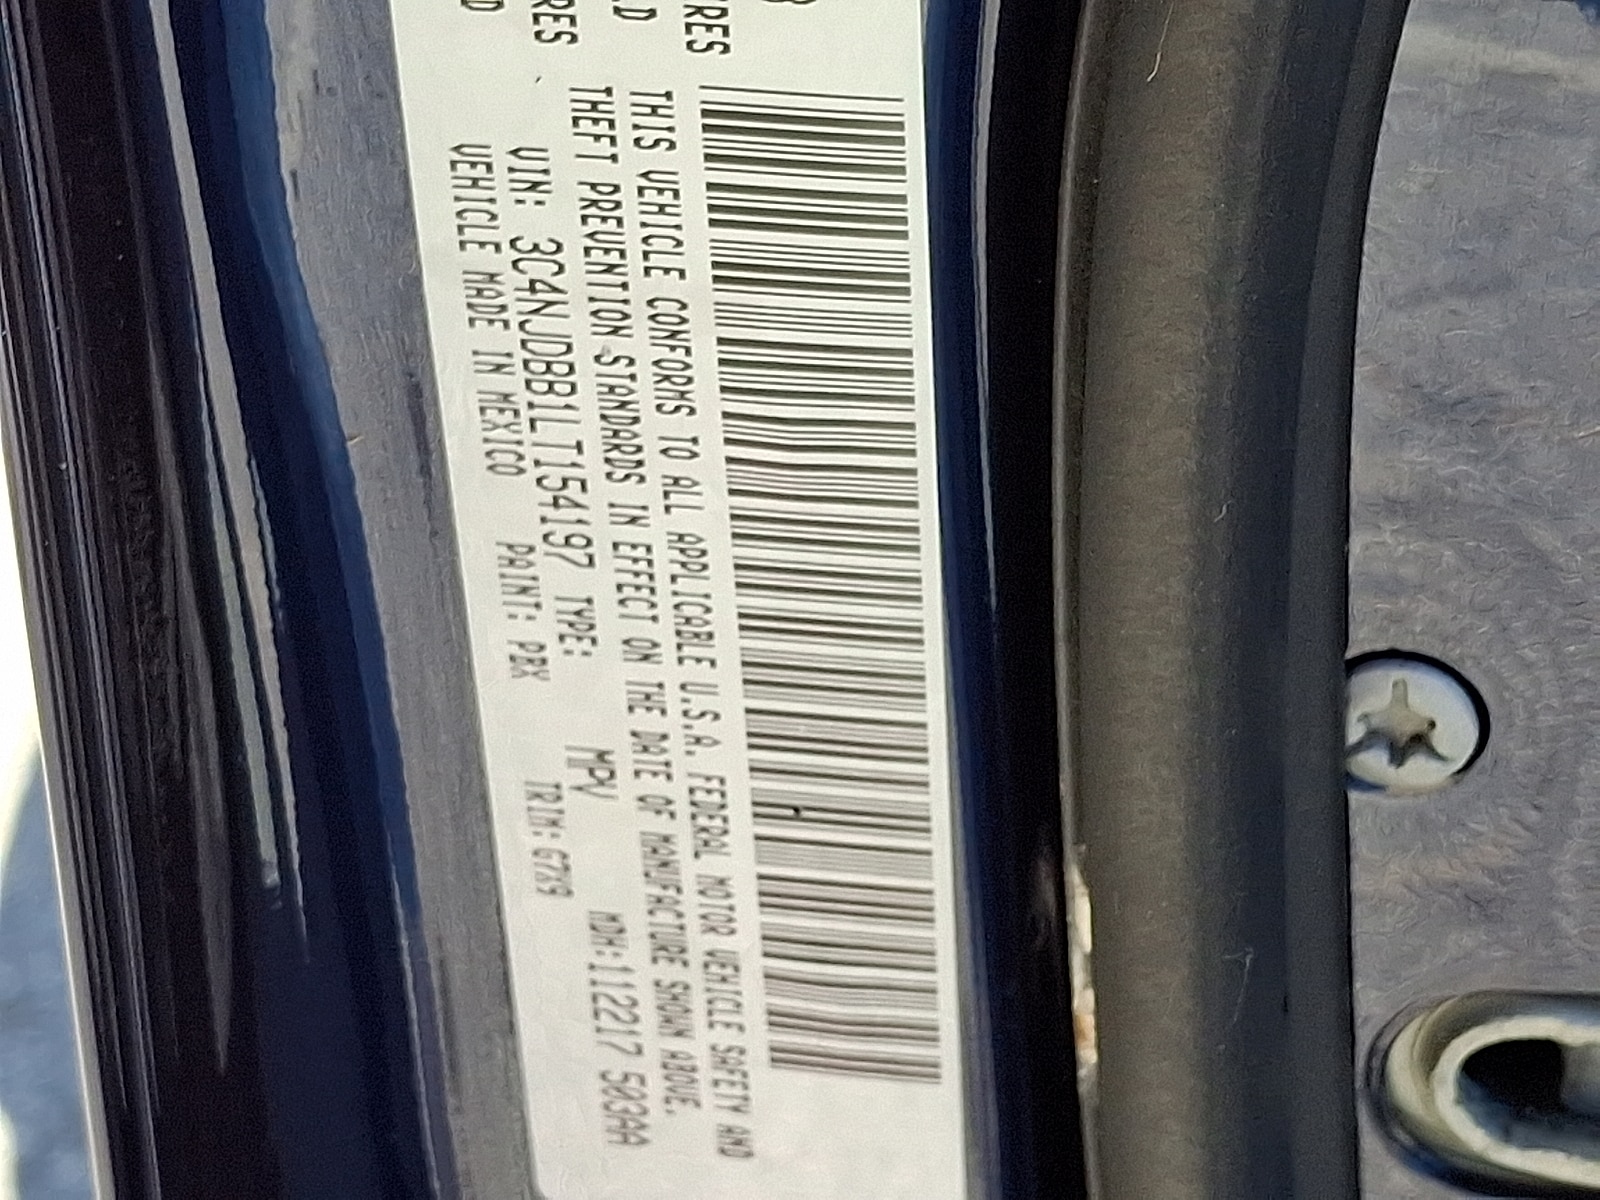 THIS VEHICLE CONFORMS TO ALL APPLICABLE U.S.A. FEDERAL MOTOR VEHICLE SAFETY AND
THEFT PREVENTION STANDARDS IN EFFECT ON THE DATE OF MANUFACTURE SHOWN ABOVE.
VIN: 3C4NJDBB1LT154197 TYPE: MPV MDH:112217 503AA
VEHICLE MADE IN MEXICO PAINT: PBX TRIM: G7X9